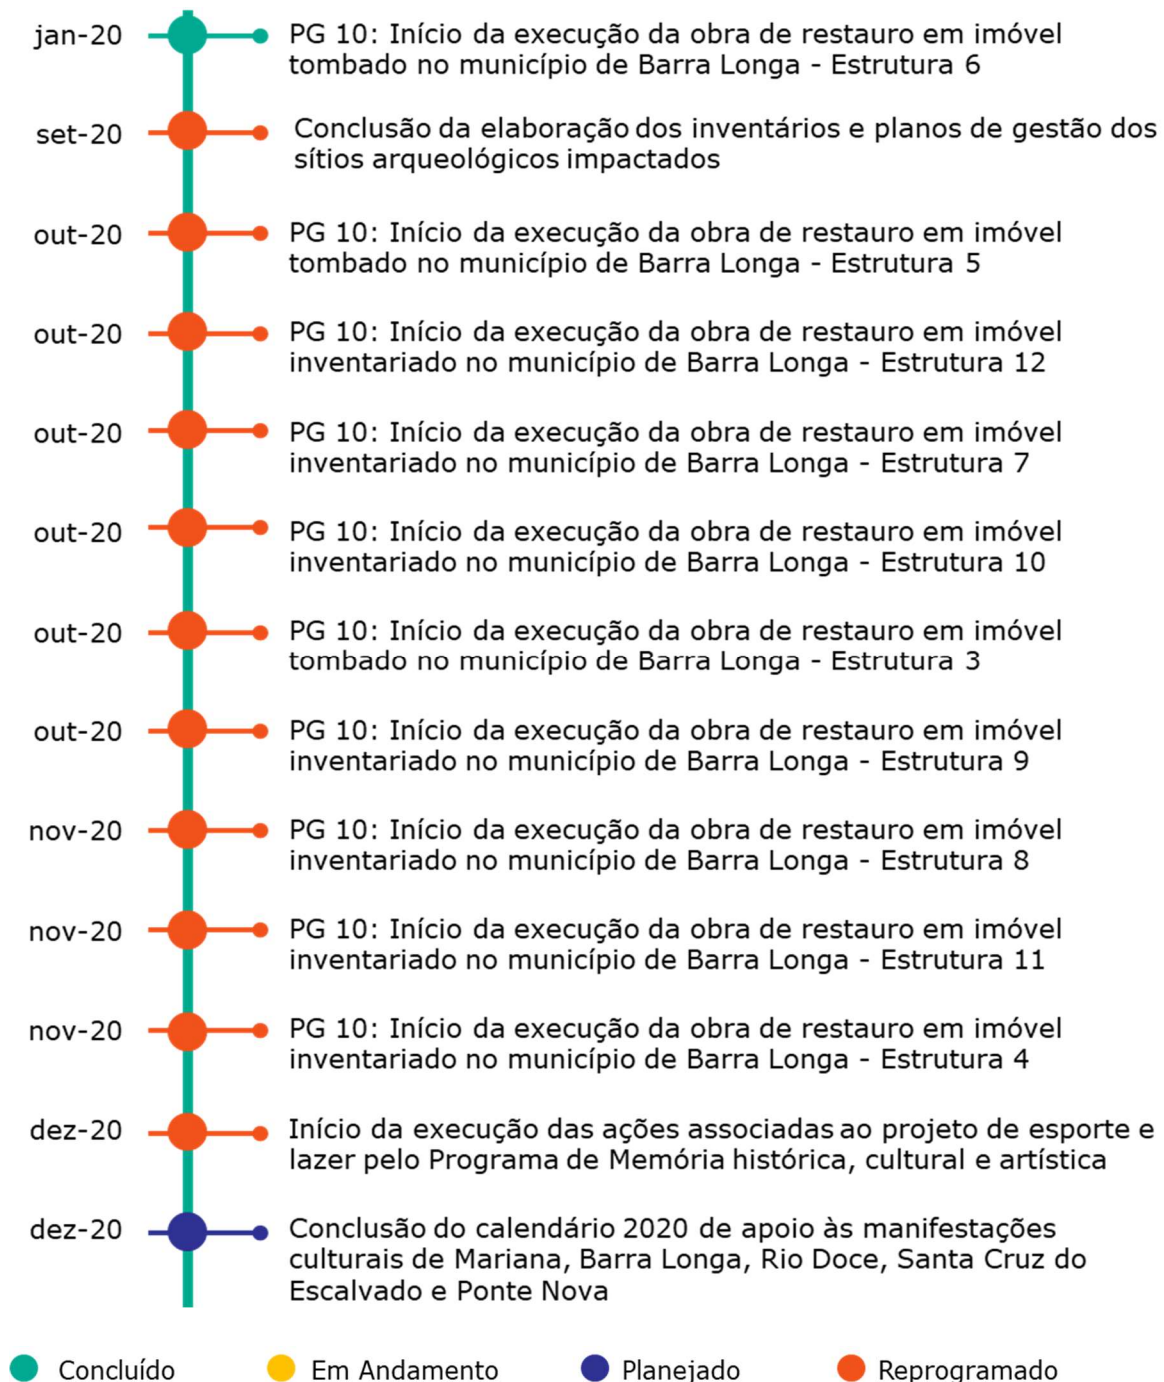 jan-20 PG 10: Início da execução da obra de restauro em imóvel
tombado no município de Barra Longa - Estrutura 6
set-20 Conclusão da elaboração dos inventários e planos de gestão dos
sítios arqueológicos impactados
out-20 PG 10: Início da execução da obra de restauro em imóvel
tombado no município de Barra Longa - Estrutura 5
out-20 PG 10: Início da execução da obra de restauro em imóvel
inventariado no município de Barra Longa - Estrutura 12
out-20 PG 10: Início da execução da obra de restauro em imóvel
inventariado no município de Barra Longa - Estrutura 7
out-20 PG 10: Início da execução da obra de restauro em imóvel
inventariado no município de Barra Longa - Estrutura 10
out-20 PG 10: Início da execução da obra de restauro em imóvel
tombado no município de Barra Longa - Estrutura 3
out-20 PG 10: Início da execução da obra de restauro em imóvel
inventariado no município de Barra Longa - Estrutura 9
nov-20 PG 10: Início da execução da obra de restauro em imóvel
inventariado no município de Barra Longa - Estrutura 8
nov-20 PG 10: Início da execução da obra de restauro em imóvel
inventariado no município de Barra Longa - Estrutura 11
nov-20 PG 10: Início da execução da obra de restauro em imóvel
inventariado no município de Barra Longa - Estrutura 4
dez-20 Início da execução das ações associadas ao projeto de esporte e
lazer pelo Programa de Memória histórica, cultural e artística
dez-20 Conclusão do calendário 2020 de apoio às manifestações
culturais de Mariana, Barra Longa, Rio Doce, Santa Cruz do
Escalvado e Ponte Nova
Concluído Em Andamento Planejado Reprogramado